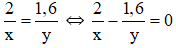 2/x = 1,6/y ⇔ 2/x - 1,6/y = 0